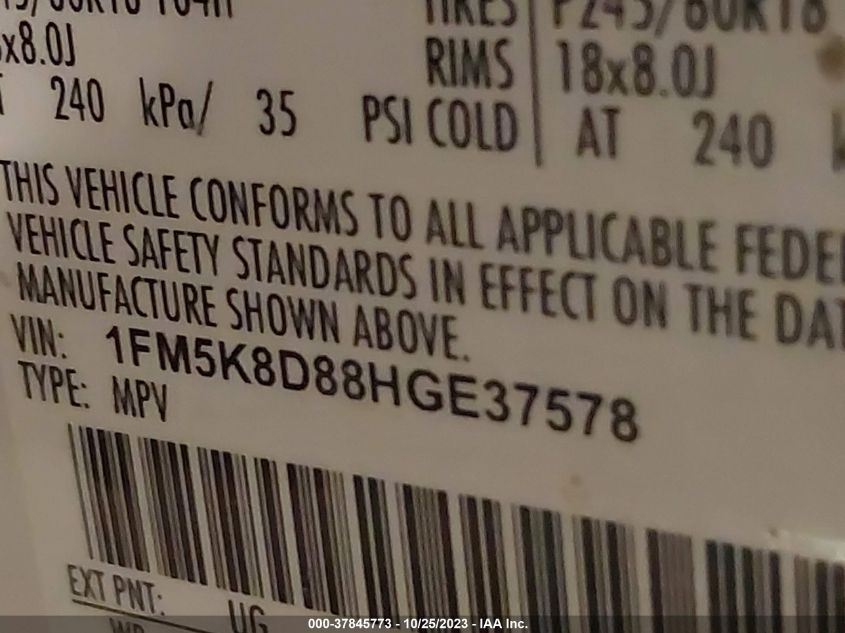 TIRES P245/60R18
x8.0J RIMS 18x8.0J
240 kPa/ 35 PSI COLD AT 240
THIS VEHICLE CONFORMS TO ALL APPLICABLE FEDE
VEHICLE SAFETY STANDARDS IN EFFECT ON THE DAT
MANUFACTURE SHOWN ABOVE.
VIN: 1FM5K8D88HGE37578
TYPE: MPV
EXT PNT: UG
000-37845773 - 10/25/2023 - IAA Inc.